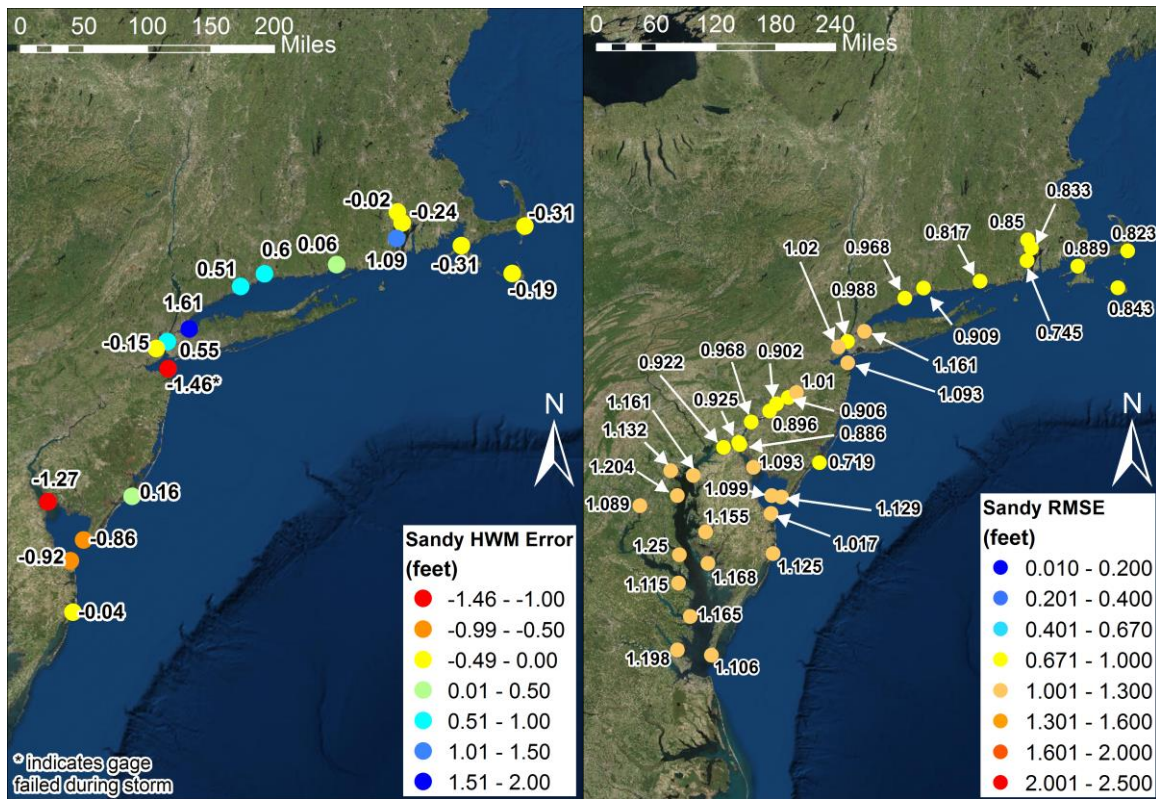 0 50 100 150 200
Miles
-0.02
-0.24
-0.31
0.6
0.06
0.51
1.09
-0.31
-0.19
1.61
-0.15
0.55
-1.46*
N
-1.27
0.16
-0.86
-0.92
-0.04
Sandy HWM Error
(feet)
-1.46 - -1.00
-0.99 - -0.50
-0.49 - 0.00
0.01 - 0.50
0.51 - 1.00
1.01 - 1.50
1.51 - 2.00
* indicates gage
failed during storm
0 60 120 180 240
Miles
0.833
0.85
0.817
0.968
1.02
0.823
0.889
0.988
0.843
0.745
0.909
0.902
0.968
0.922
1.161
1.093
1.01
0.925
0.906
1.161
0.896
1.132
0.886
1.204
1.093
0.719
1.089
1.099
1.129
1.155
1.017
1.25
1.168
1.125
1.115
1.165
1.198
1.106
N
Sandy RMSE
(feet)
0.010 - 0.200
0.201 - 0.400
0.401 - 0.670
0.671 - 1.000
1.001 - 1.300
1.301 - 1.600
1.601 - 2.000
2.001 - 2.500